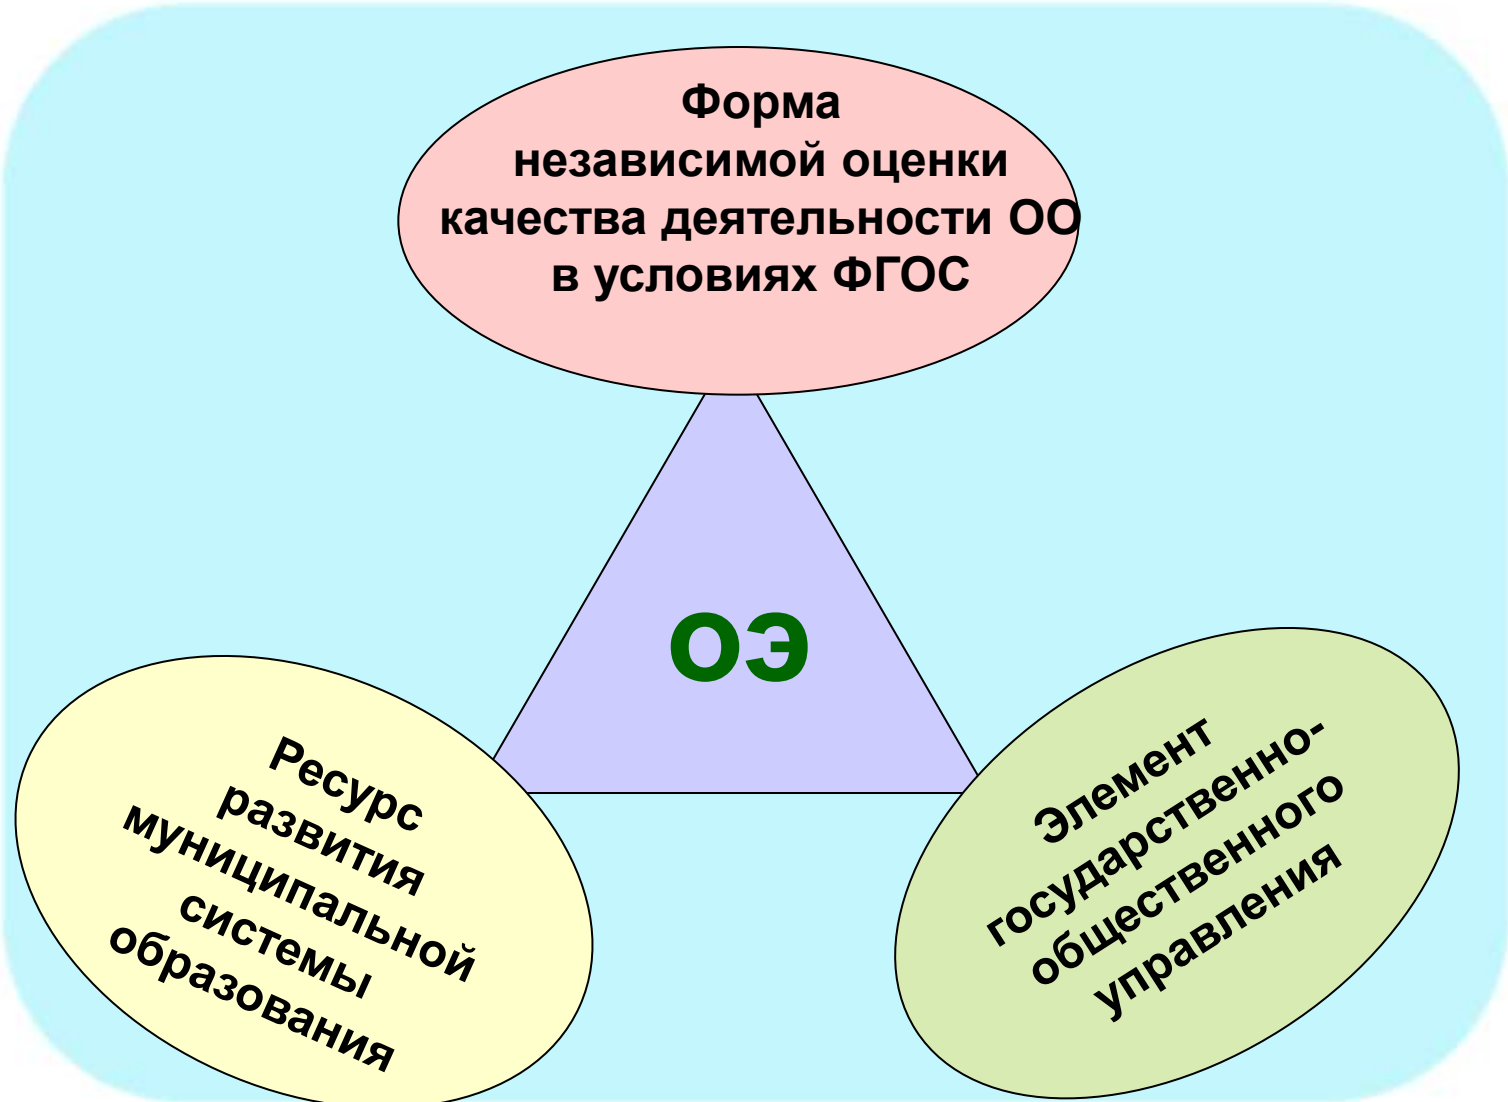 Форма
независимой оценки
качества деятельности ОО
в условиях ФГОС
ОЭ
Ресурс
развития
муниципальной
системы
образования
Элемент
государственно-
общественного
управления